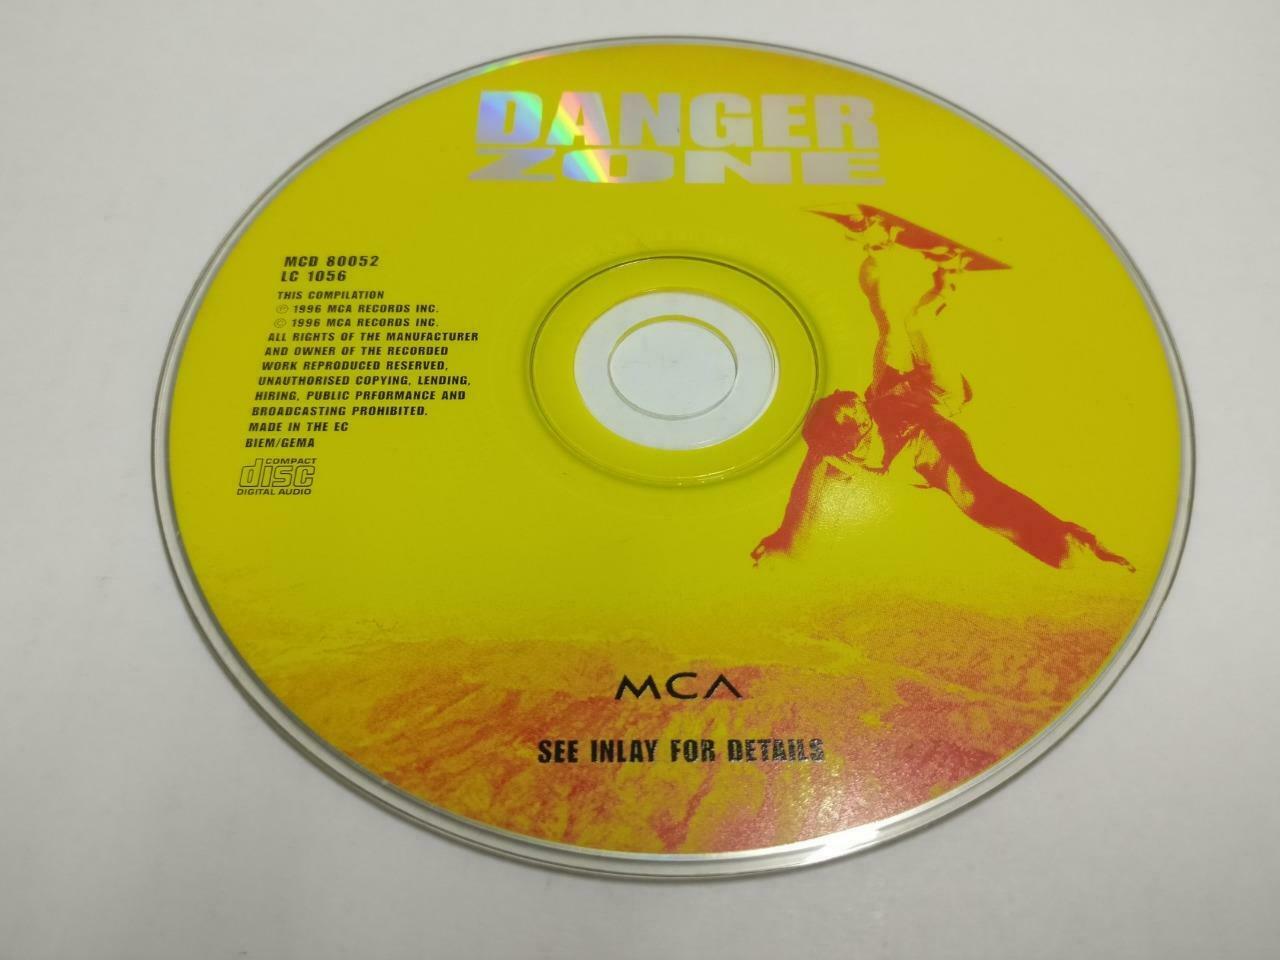 DANGER
ZONE
MCD 80052
LC 1056
THIS COMPILATION
℗ 1996 MCA RECORDS INC.
© 1996 MCA RECORDS INC.
ALL RIGHTS OF THE MANUFACTURER
AND OWNER OF THE RECORDED
WORK REPRODUCED RESERVED,
UNAUTHORISED COPYING, LENDING,
HIRING, PUBLIC PRFORMANCE AND
BROADCASTING PROHIBITED.
MADE IN THE EC
BIEM/GEMA
COMPACT
disc
DIGITAL AUDIO
MCA
SEE INLAY FOR DETAILS